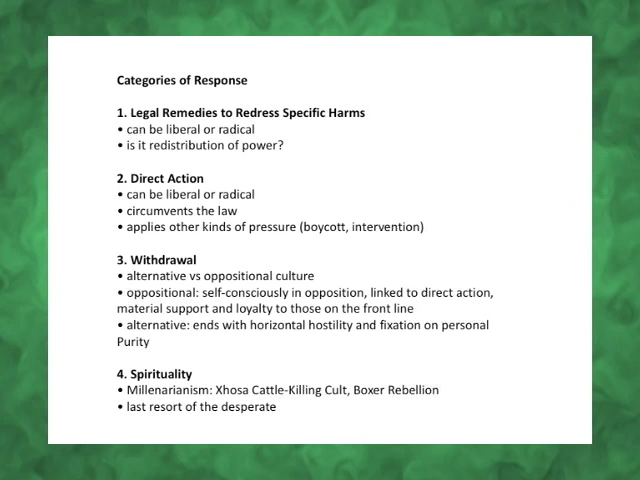 Categories of Response
1. Legal Remedies to Redress Specific Harms
• can be liberal or radical
• is it redistribution of power?
2. Direct Action
• can be liberal or radical
• circumvents the law
• applies other kinds of pressure (boycott, intervention)
3. Withdrawal
• alternative vs oppositional culture
• oppositional: self-consciously in opposition, linked to direct action,
material support and loyalty to those on the front line
• alternative: ends with horizontal hostility and fixation on personal
Purity
4. Spirituality
• Millenarianism: Xhosa Cattle-Killing Cult, Boxer Rebellion
• last resort of the desperate